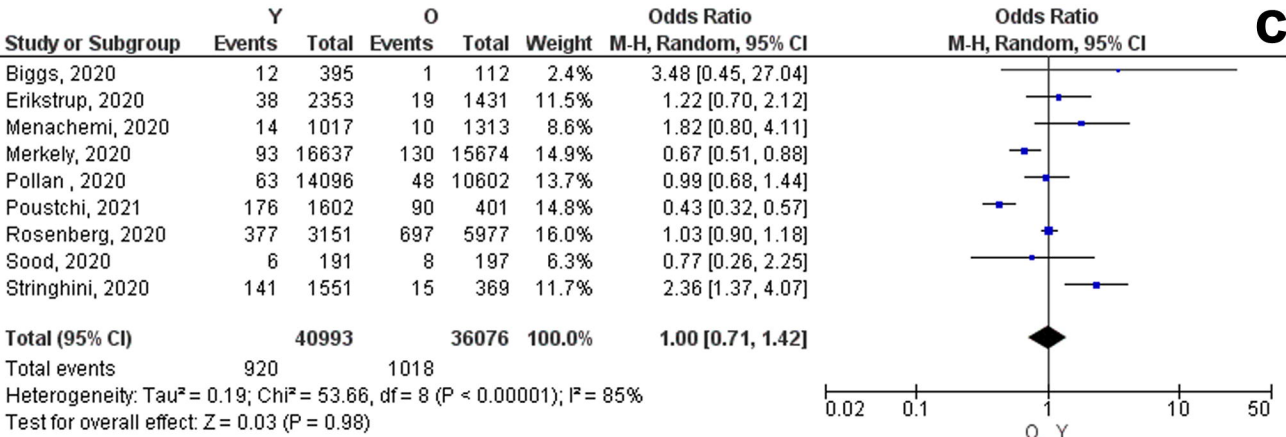 Y O Odds Ratio Odds Ratio C
Study or Subgroup Events Total Events Total Weight M-H, Random, 95% CI M-H, Random, 95% CI
Biggs, 2020 12 395 1 112 2.4% 3.48 [0.45, 27.04]
Erikstrup, 2020 38 2353 19 1431 11.5% 1.22 [0.70, 2.12]
Menachemi, 2020 14 1017 10 1313 8.6% 1.82 [0.80, 4.11]
Merkely, 2020 93 16637 130 15674 14.9% 0.67 [0.51, 0.88]
Pollan , 2020 63 14096 48 10602 13.7% 0.99 [0.68, 1.44]
Poustchi, 2021 176 1602 90 401 14.8% 0.43 [0.32, 0.57]
Rosenberg, 2020 377 3151 697 5977 16.0% 1.03 [0.90, 1.18]
Sood, 2020 6 191 8 197 6.3% 0.77 [0.26, 2.25]
Stringhini, 2020 141 1551 15 369 11.7% 2.36 [1.37, 4.07]
Total (95% CI) 40993 36076 100.0% 1.00 [0.71, 1.42]
Total events 920 1018
Heterogeneity: Tau² = 0.19; Chi² = 53.66, df = 8 (P < 0.00001); I² = 85%
Test for overall effect: Z = 0.03 (P = 0.98)
0.02 0.1 1 10 50
O Y